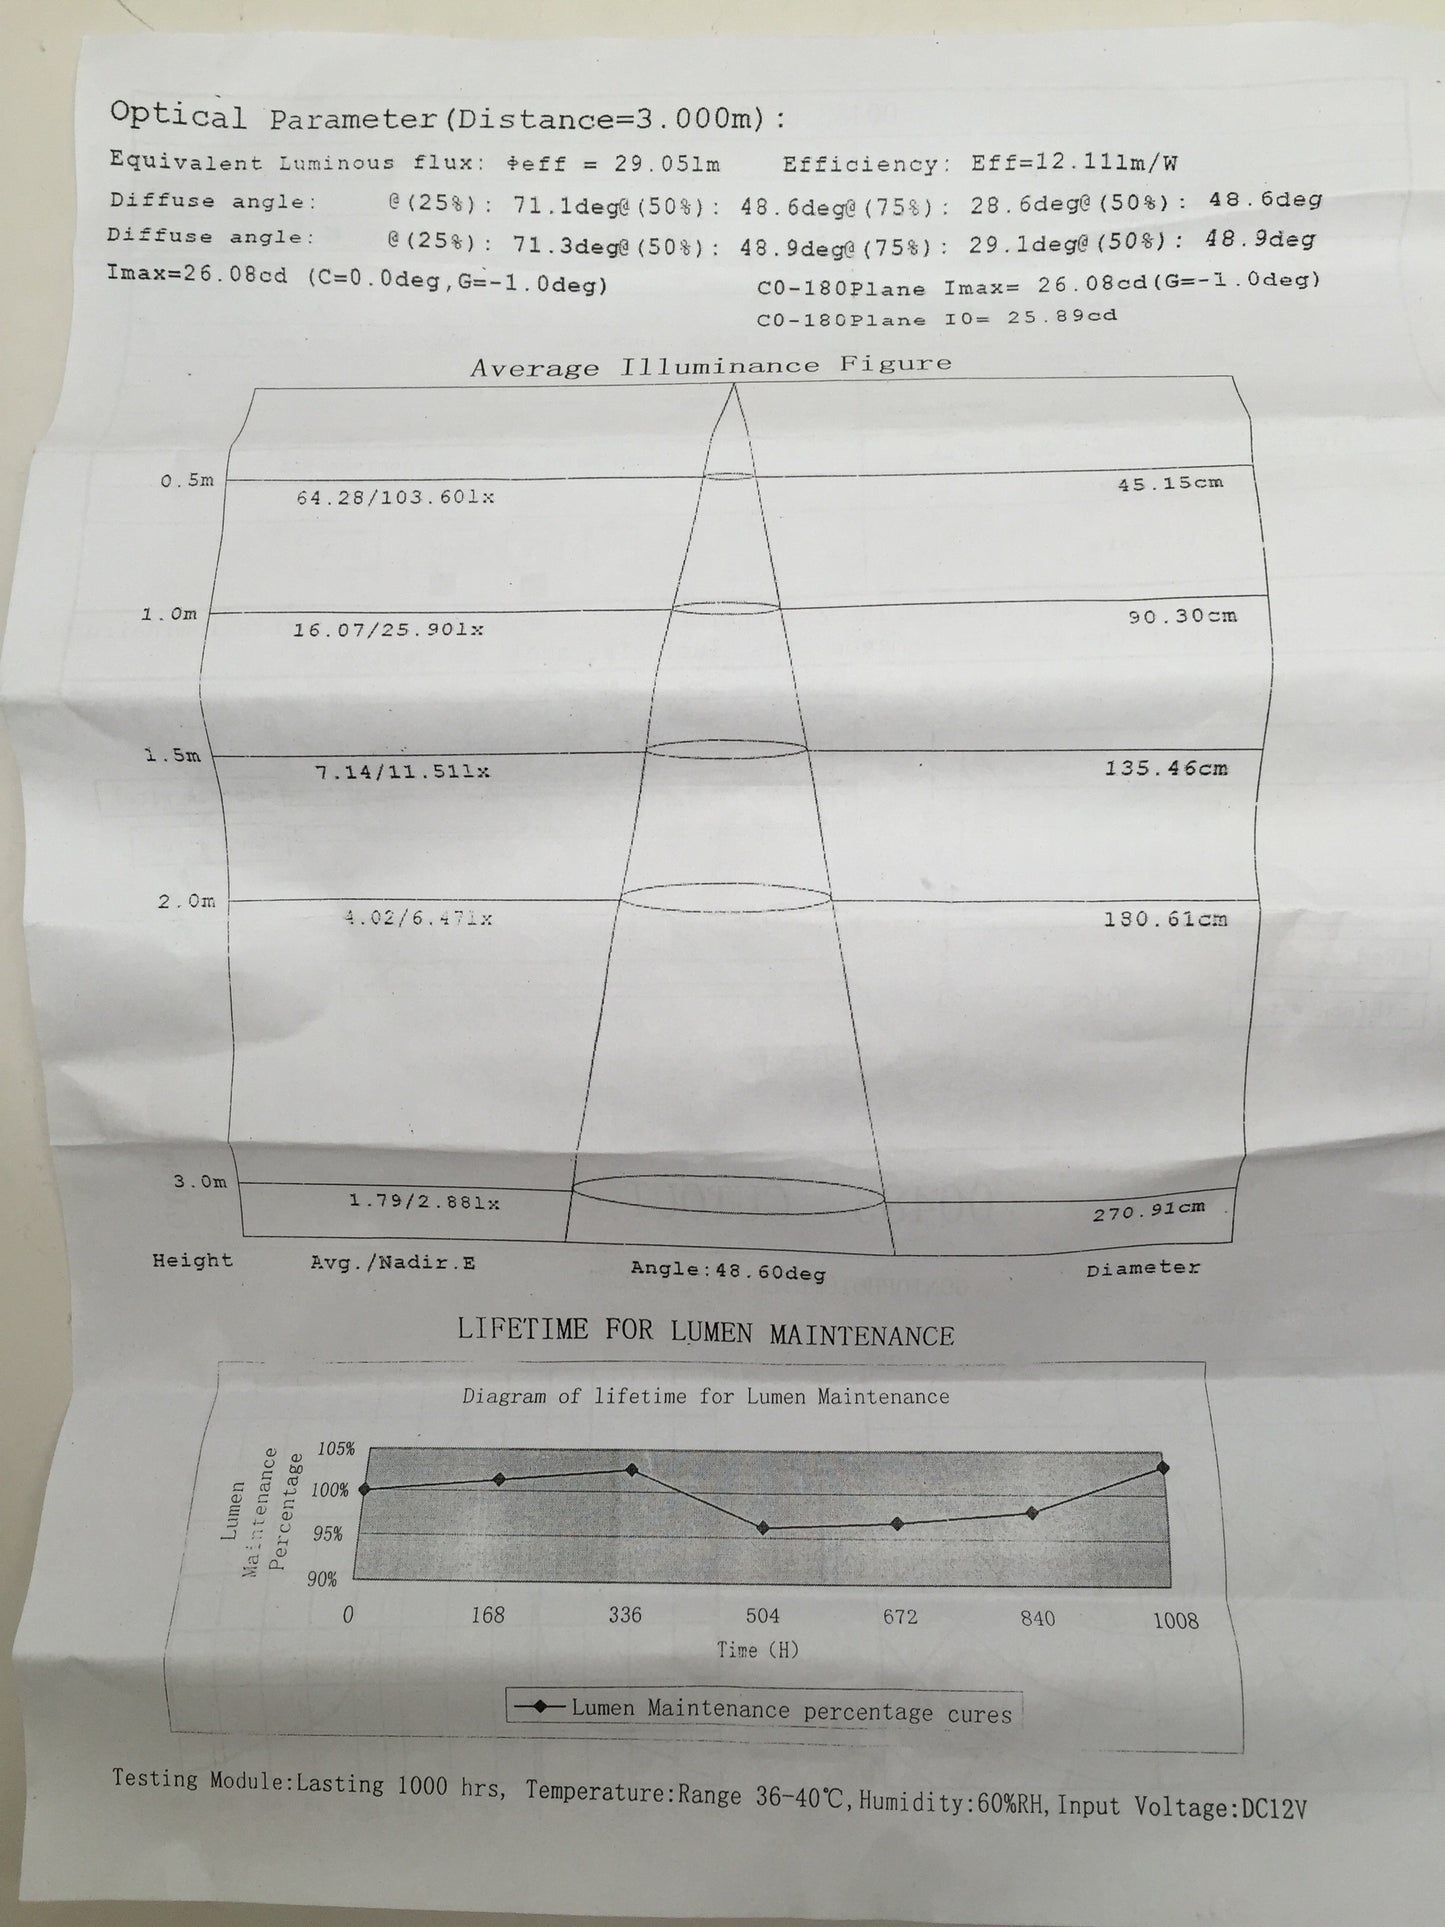 Optical Parameter(Distance=3.000m):
Equivalent Luminous flux: Φeff = 29.05lm    Efficiency: Eff=12.11lm/W
Diffuse angle:    @(25%): 71.1deg@(50%): 48.6deg@(75%): 28.6deg@(50%): 48.6deg
Diffuse angle:    @(25%): 71.3deg@(50%): 48.9deg@(75%): 29.1deg@(50%): 48.9deg
Imax=26.08cd (C=0.0deg,G=-1.0deg)    C0-180Plane Imax= 26.08cd(G=-1.0deg)
C0-180Plane I0= 25.89cd
Average Illuminance Figure
0.5m    64.28/103.60lx    45.15cm
1.0m    16.07/25.90lx    90.30cm
1.5m    7.14/11.51lx    135.46cm
2.0m    4.02/6.47lx    180.61cm
3.0m    1.79/2.88lx    270.91cm
Height    Avg./Nadir.E    Angle:48.60deg    Diameter
LIFETIME FOR LUMEN MAINTENANCE
Diagram of lifetime for Lumen Maintenance
Lumen
Maintenance
Percentage
105%
100%
95%
90%
0    168    336    504    672    840    1008
Time (H)
Lumen Maintenance percentage cures
Testing Module:Lasting 1000 hrs, Temperature:Range 36-40℃,Humidity:60%RH,Input Voltage:DC12V